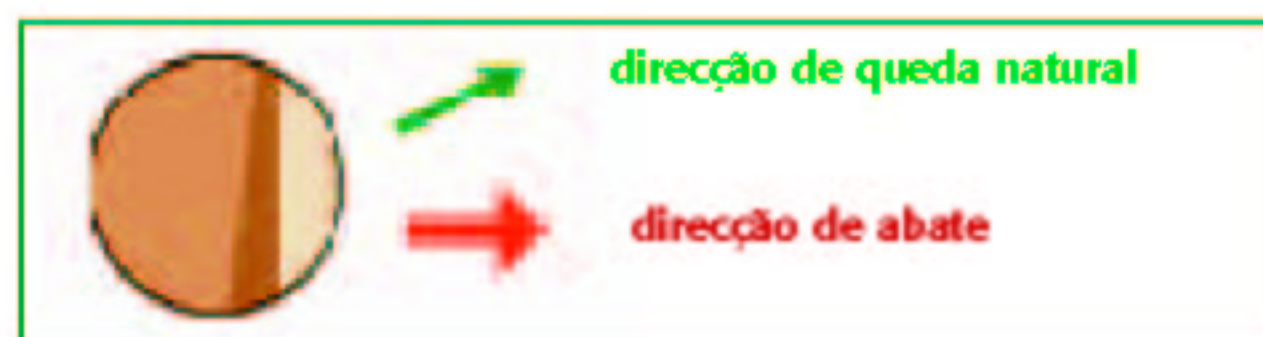 direcção de queda natural
direcção de abate